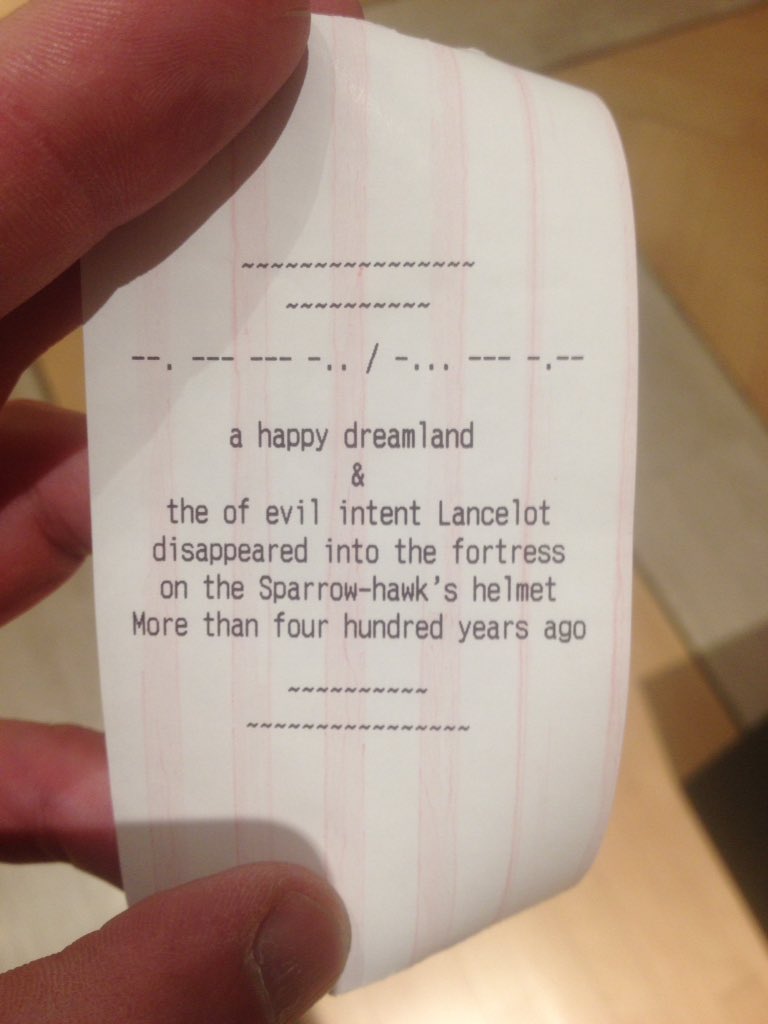 ~~~~~~~~~~~~~~~~
~~~~~~~~~~
--. --- --- -.. / -... --- -.--
a happy dreamland
&
the of evil intent Lancelot
disappeared into the fortress
on the Sparrow-hawk's helmet
More than four hundred years ago
~~~~~~~~~~
~~~~~~~~~~~~~~~~